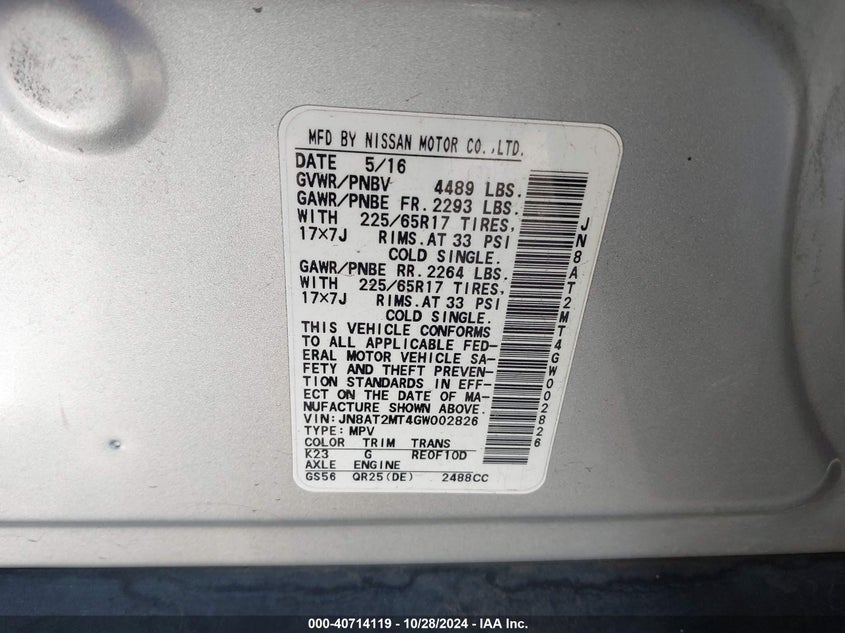 MFD BY NISSAN MOTOR CO.,LTD.
DATE 5/16
GVWR/PNBV 4489 LBS.
GAWR/PNBE FR. 2293 LBS.
WITH 225/65R17 TIRES,
17×7J RIMS. AT 33 PSI
COLD SINGLE.
GAWR/PNBE RR. 2264 LBS.
WITH 225/65R17 TIRES,
17×7J RIMS. AT 33 PSI
COLD SINGLE.
THIS VEHICLE CONFORMS
TO ALL APPLICABLE FED-
ERAL MOTOR VEHICLE SA-
FETY AND THEFT PREVEN-
TION STANDARDS IN EFF-
ECT ON THE DATE OF MA-
NUFACTURE SHOWN ABOVE.
VIN: JN8AT2MT4GW002826
TYPE: MPV
COLOR TRIM TRANS
K23 G RE0F10D
AXLE ENGINE
GS56 QR25(DE) 2488CC
JN8AT2MT4GW002826
000-40714119 | 10/28/2024 - IAA Inc.